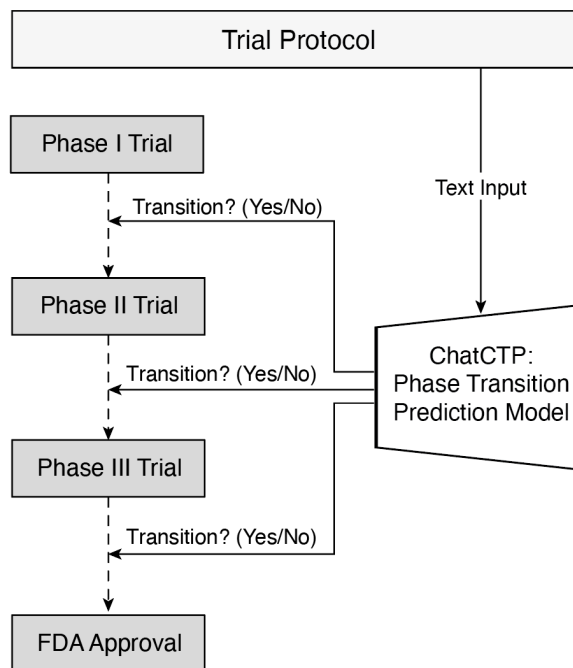 Trial Protocol
Phase I Trial
Text Input
Transition? (Yes/No)
Phase II Trial
ChatCTP:
Phase Transition
Prediction Model
Transition? (Yes/No)
Phase III Trial
Transition? (Yes/No)
FDA Approval